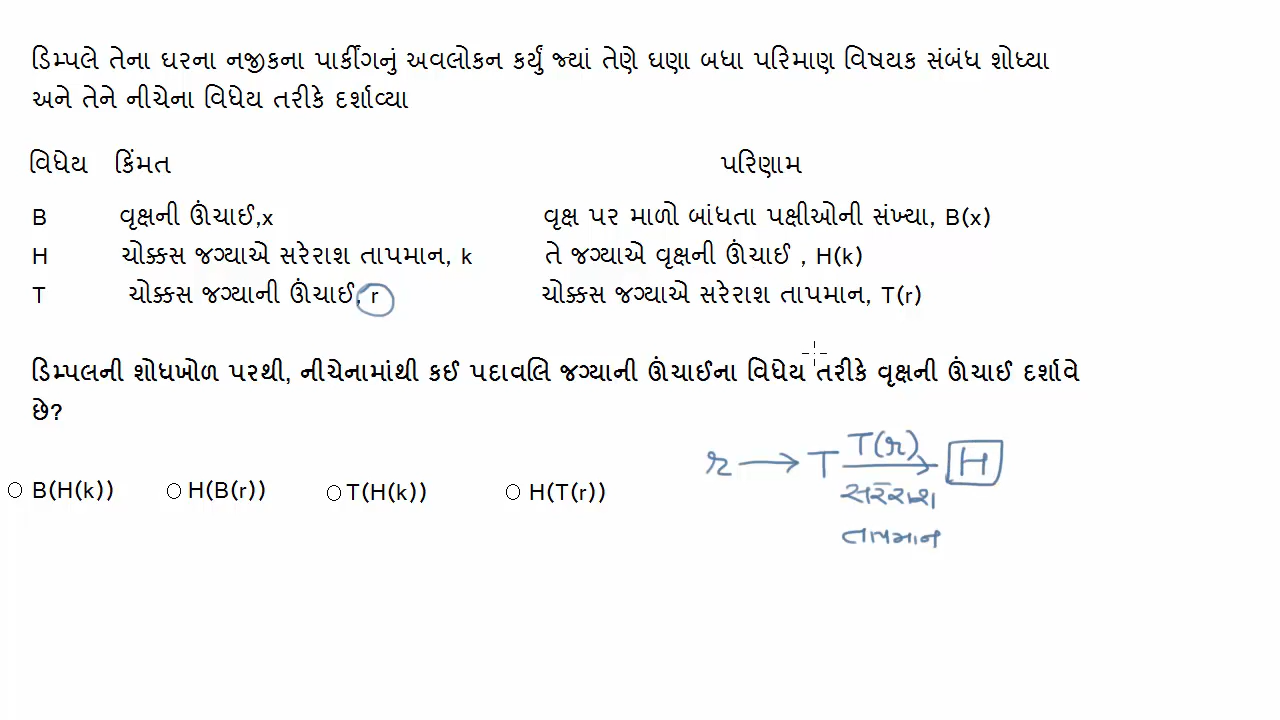 ડિમ્પલે તેના ઘરના નજીકના પાર્કીંગનું અવલોકન કર્યું જ્યાં તેણે ઘણા બધા પરિમાણ વિષયક સંબંધ શોધ્યા
અને તેને નીચેના વિધેય તરીકે દર્શાવ્યા
વિધેય કિંમત પરિણામ
B વૃક્ષની ઊંચાઈ,x વૃક્ષ પર માળો બાંધતા પક્ષીઓની સંખ્યા, B(x)
H ચોક્કસ જગ્યાએ સરેરાશ તાપમાન, k તે જગ્યાએ વૃક્ષની ઊંચાઈ , H(k)
T ચોક્કસ જગ્યાની ઊંચાઈ, r ચોક્કસ જગ્યાએ સરેરાશ તાપમાન, T(r)
ડિમ્પલની શોધખોળ પરથી, નીચેનામાંથી કઈ પદાવલિ જગ્યાની ઊંચાઈના વિધેય તરીકે વૃક્ષની ઊંચાઈ દર્શાવે
છે?
r → T T(r) → H
સરેરાશ
તાપમાન
B(H(k)) H(B(r)) T(H(k)) H(T(r))